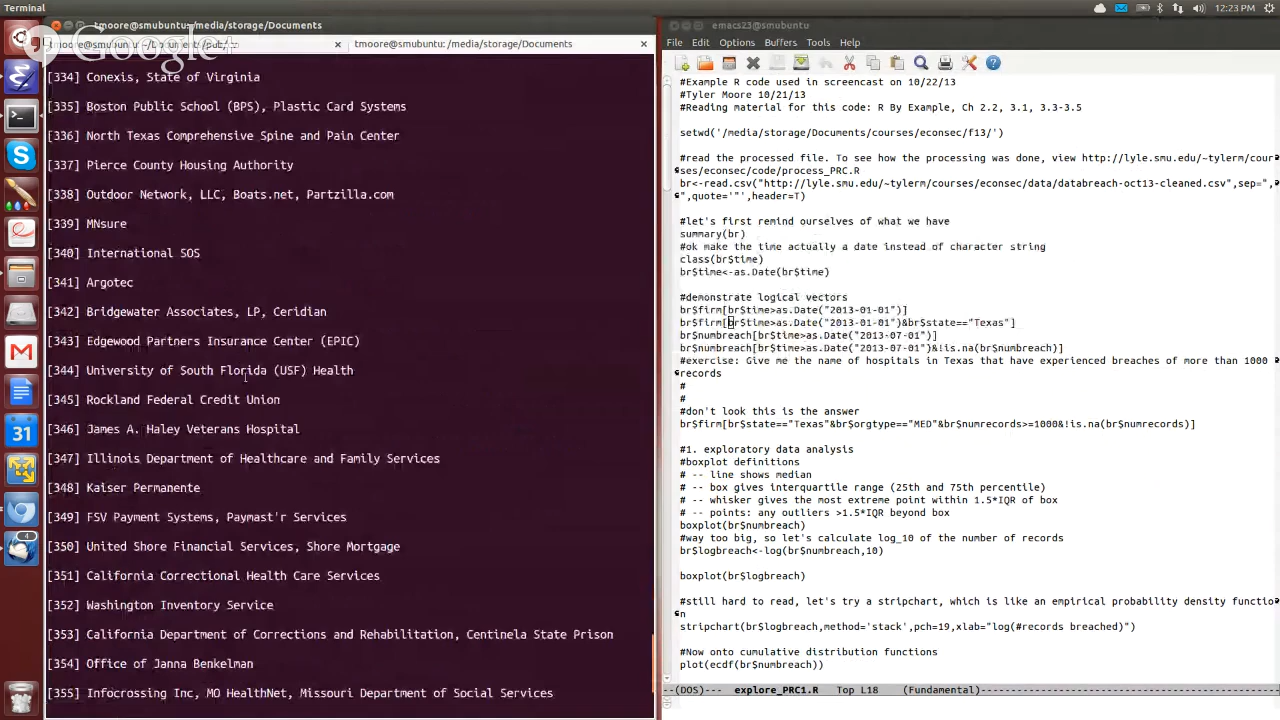 Terminal
12:23 PM
tmoore@smubuntu: /media/storage/Documents
Google+
tmoore@smubuntu: ~/Documents/pub/
tmoore@smubuntu: /media/storage/Documents
[334] Conexis, State of Virginia
[335] Boston Public School (BPS), Plastic Card Systems
[336] North Texas Comprehensive Spine and Pain Center
[337] Pierce County Housing Authority
[338] Outdoor Network, LLC, Boats.net, Partzilla.com
[339] MNsure
[340] International SOS
[341] Argotec
[342] Bridgewater Associates, LP, Ceridian
[343] Edgewood Partners Insurance Center (EPIC)
[344] University of South Florida (USF) Health
[345] Rockland Federal Credit Union
[346] James A. Haley Veterans Hospital
[347] Illinois Department of Healthcare and Family Services
[348] Kaiser Permanente
[349] FSV Payment Systems, Paymast'r Services
[350] United Shore Financial Services, Shore Mortgage
[351] California Correctional Health Care Services
[352] Washington Inventory Service
[353] California Department of Corrections and Rehabilitation, Centinela State Prison
[354] Office of Janna Benkelman
[355] Infocrossing Inc, MO HealthNet, Missouri Department of Social Services
31
4
emacs23@smubuntu
File Edit Options Buffers Tools Help
#Example R code used in screencast on 10/22/13
#Tyler Moore 10/21/13
#Reading material for this code: R By Example, Ch 2.2, 3.1, 3.3-3.5
setwd('/media/storage/Documents/courses/econsec/f13/')
#read the processed file. To see how the processing was done, view http://lyle.smu.edu/~tylerm/cour
ses/econsec/code/process_PRC.R
br<-read.csv("http://lyle.smu.edu/~tylerm/courses/econsec/data/databreach-oct13-cleaned.csv",sep=",
",quote='"',header=T)
#let's first remind ourselves of what we have
summary(br)
#ok make the time actually a date instead of character string
class(br$time)
br$time<-as.Date(br$time)
#demonstrate logical vectors
br$firm[br$time>as.Date("2013-01-01")]
br$firm[br$time>as.Date("2013-01-01")&br$state=="Texas"]
br$numbreach[br$time>as.Date("2013-07-01")]
br$numbreach[br$time>as.Date("2013-07-01")&!is.na(br$numbreach)]
#exercise: Give me the name of hospitals in Texas that have experienced breaches of more than 1000
records
#
#
#don't look this is the answer
br$firm[br$state=="Texas"&br$orgtype=="MED"&br$numrecords>=1000&!is.na(br$numrecords)]
#1. exploratory data analysis
#boxplot definitions
# -- line shows median
# -- box gives interquartile range (25th and 75th percentile)
# -- whisker gives the most extreme point within 1.5*IQR of box
# -- points: any outliers >1.5*IQR beyond box
boxplot(br$numbreach)
#way too big, so let's calculate log_10 of the number of records
br$logbreach<-log(br$numbreach,10)
boxplot(br$logbreach)
#still hard to read, let's try a stripchart, which is like an empirical probability density functio
n
stripchart(br$logbreach,method='stack',pch=19,xlab="log(#records breached)")
#Now onto cumulative distribution functions
plot(ecdf(br$numbreach))
--(DOS)--- explore_PRC1.R Top L18 (Fundamental)